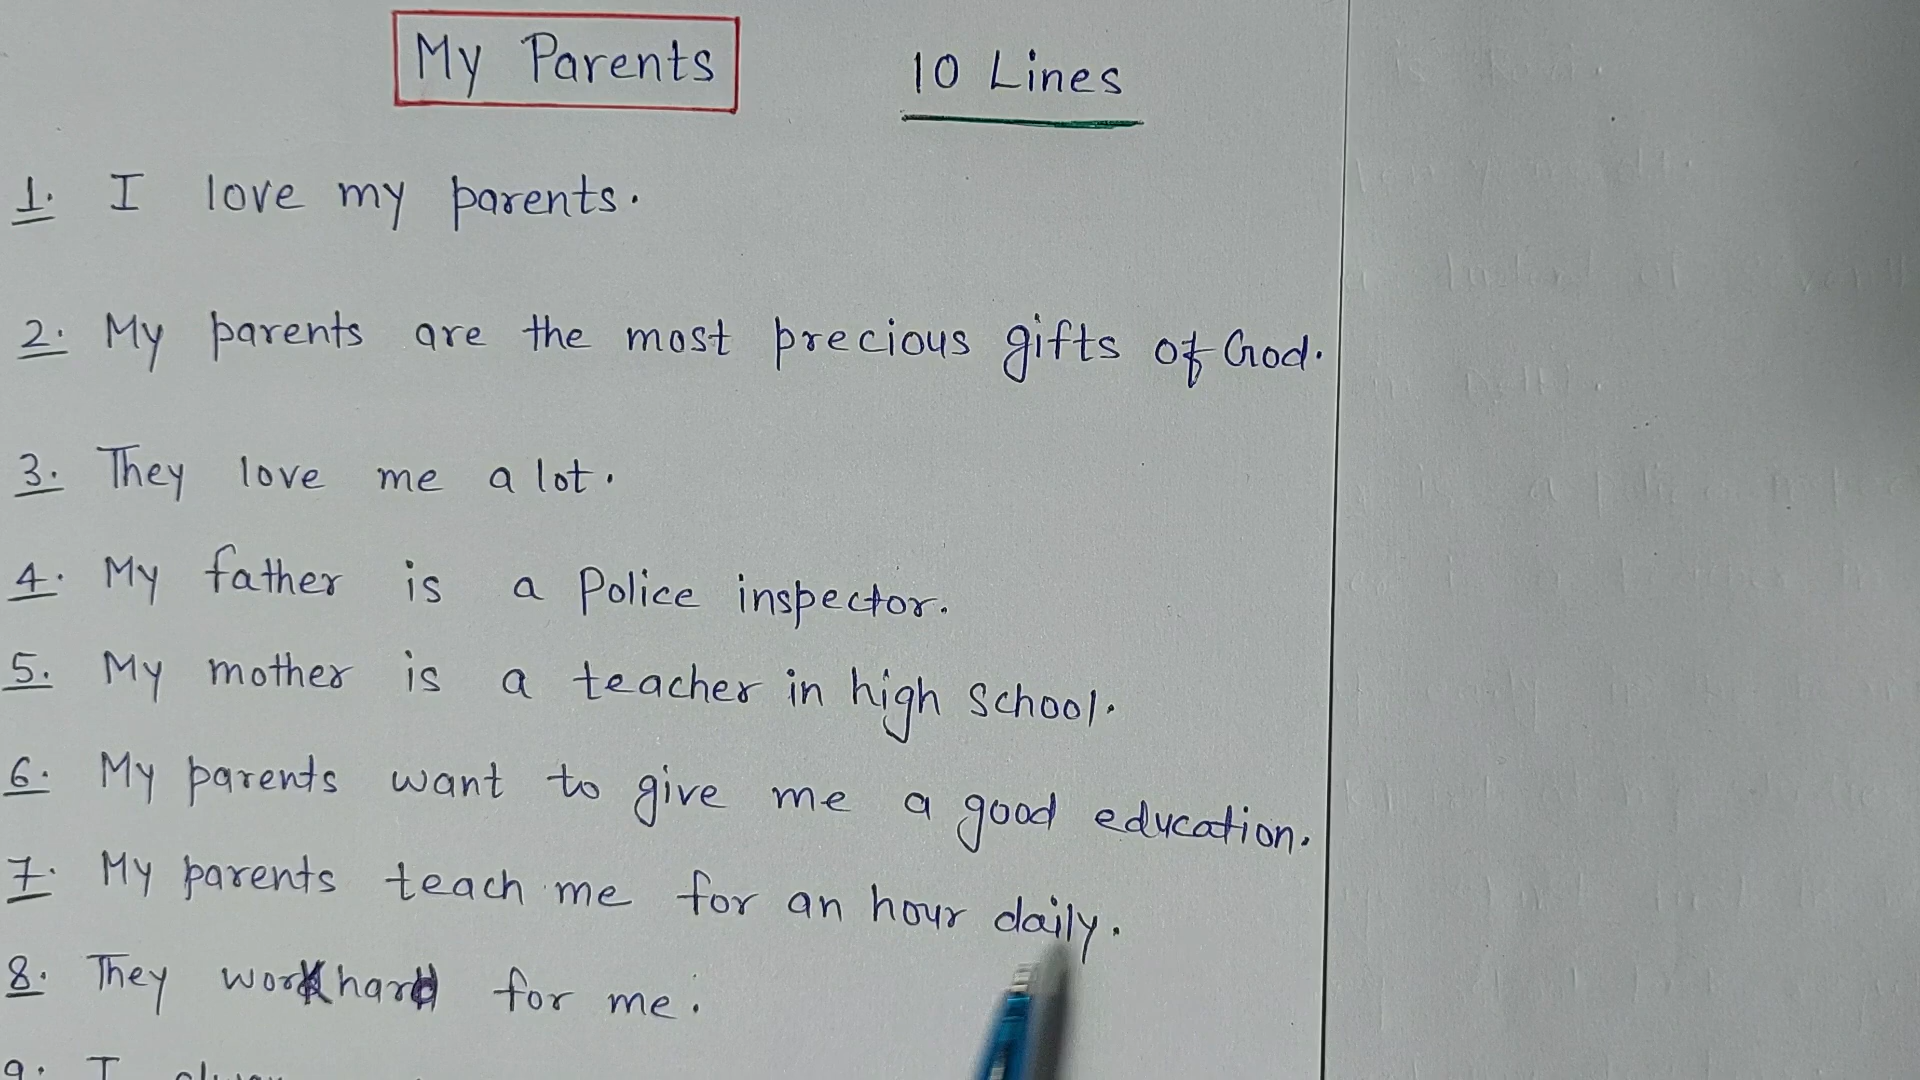 My Parents 10 Lines
1. I love my parents.
2. My parents are the most precious gifts of God.
3. They love me a lot.
4. My father is a Police inspector.
5. My mother is a teacher in high school.
6. My parents want to give me a good education.
7. My parents teach me for an hour daily.
8. They work hard for me.
9. I